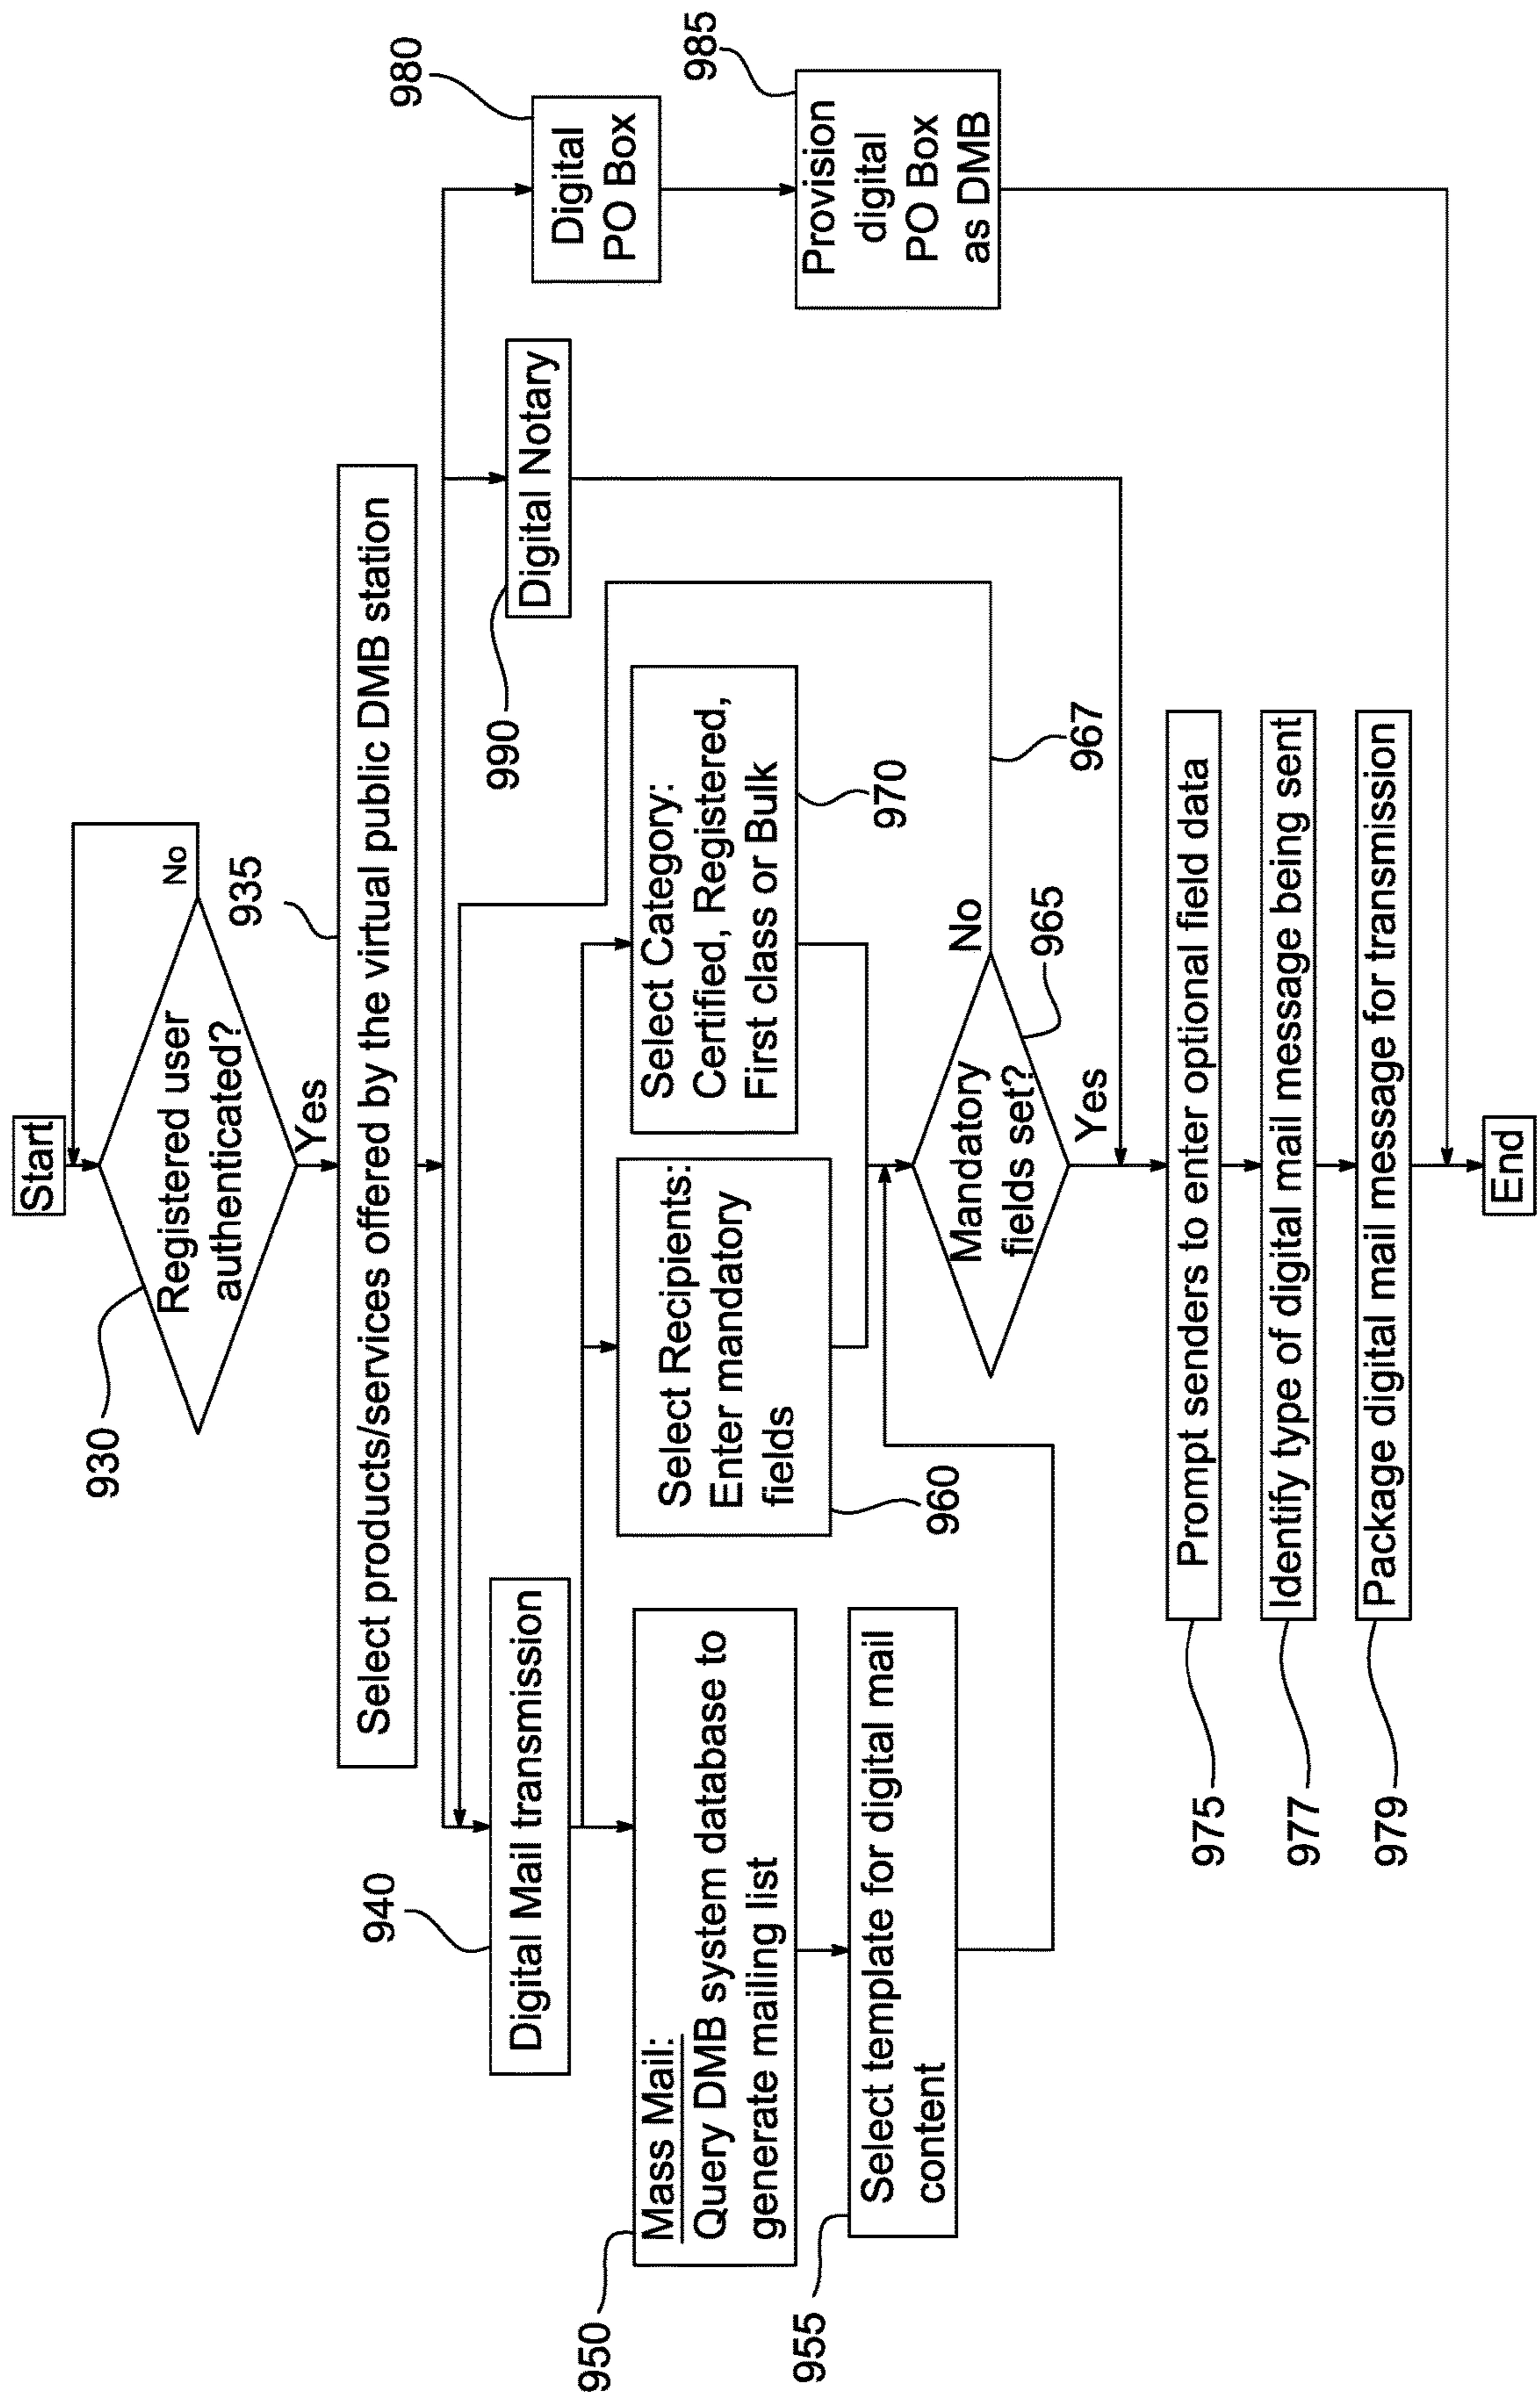 Start
Registered user
authenticated?
930
No
Yes
935
Select products/services offered by the virtual public DMB station
940
Digital Mail transmission
990
Digital Notary
980
Digital
PO Box
950
Mass Mail:
Query DMB system database to
generate mailing list
Select Recipients:
Enter mandatory
fields
960
Select Category:
Certified, Registered,
First class or Bulk
970
985
Provision
digital
PO Box
as DMB
955
Select template for digital mail
content
Mandatory
fields set?
965
No
967
Yes
975
Prompt senders to enter optional field data
977
Identify type of digital mail message being sent
979
Package digital mail message for transmission
End